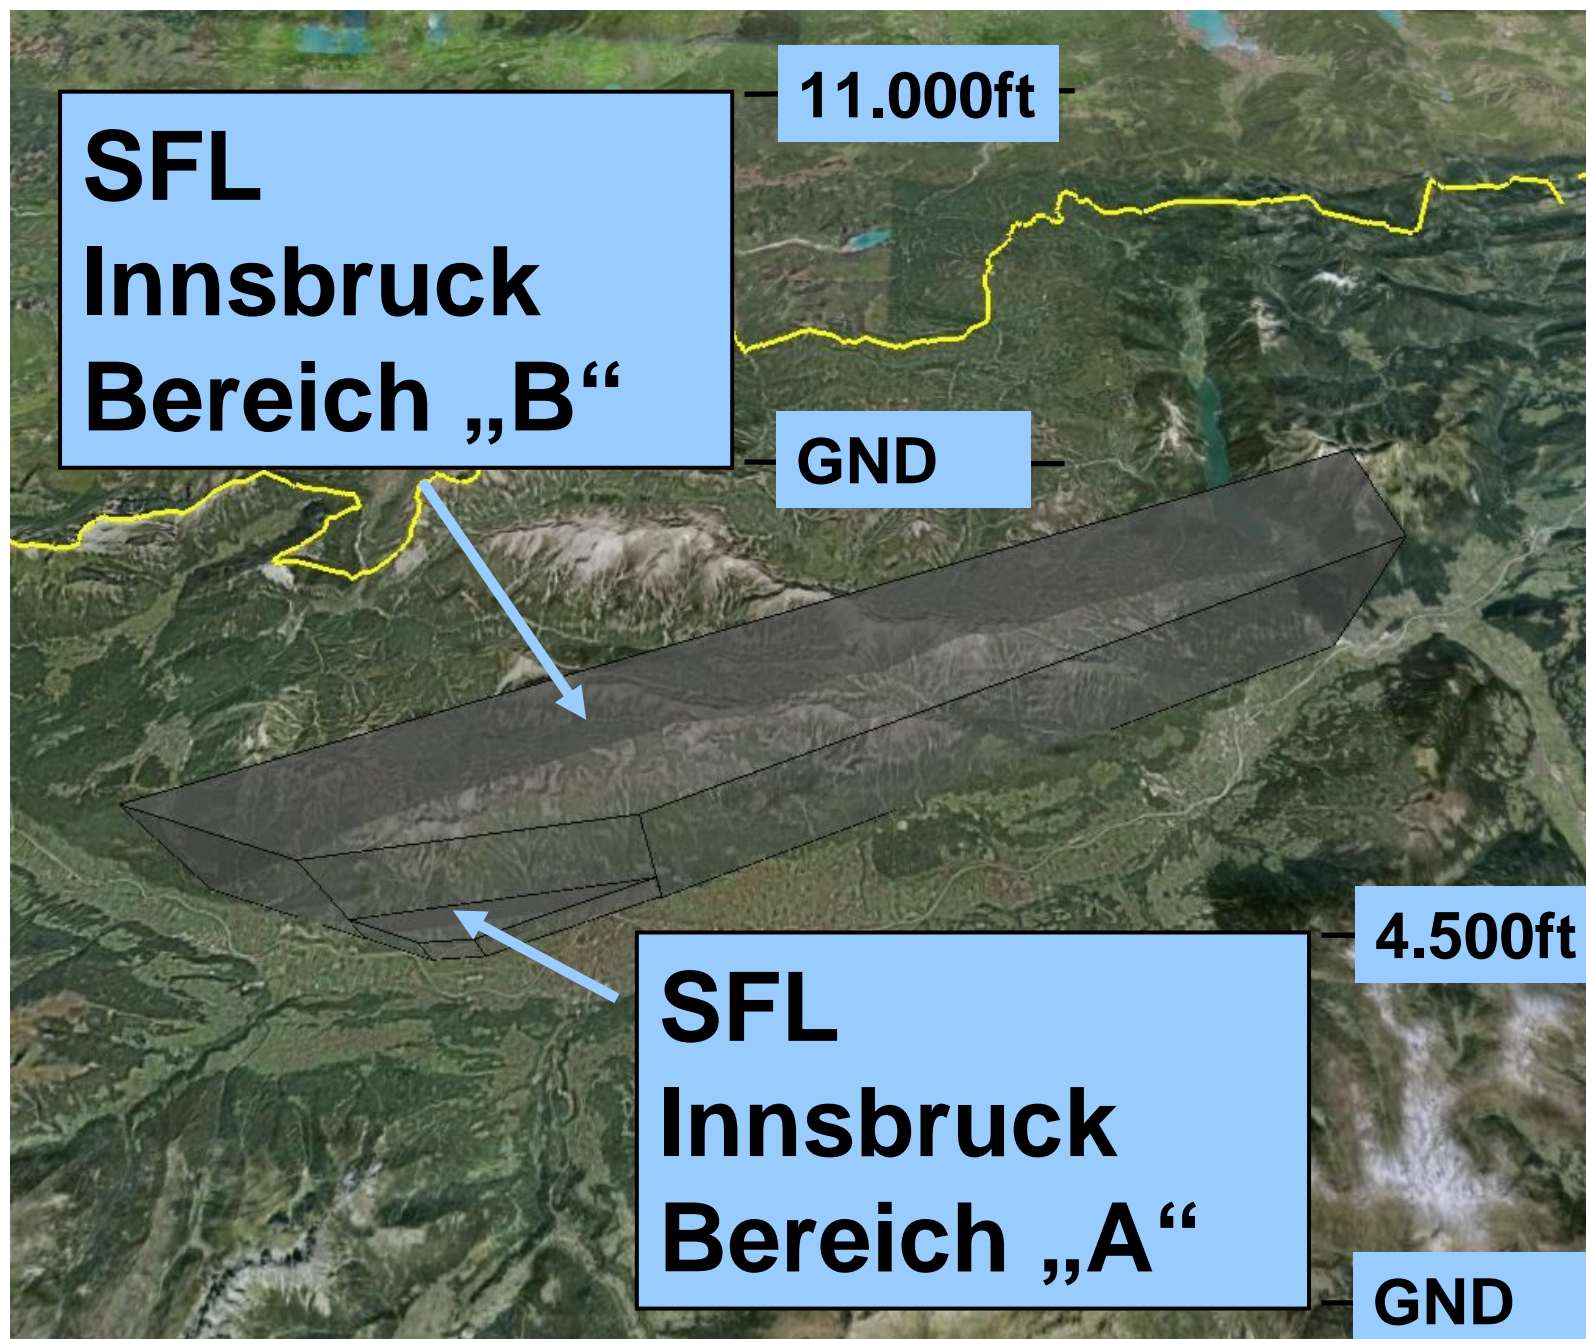 11.000ft
SFL
Innsbruck
Bereich „B“
GND
4.500ft
SFL
Innsbruck
Bereich „A“
GND